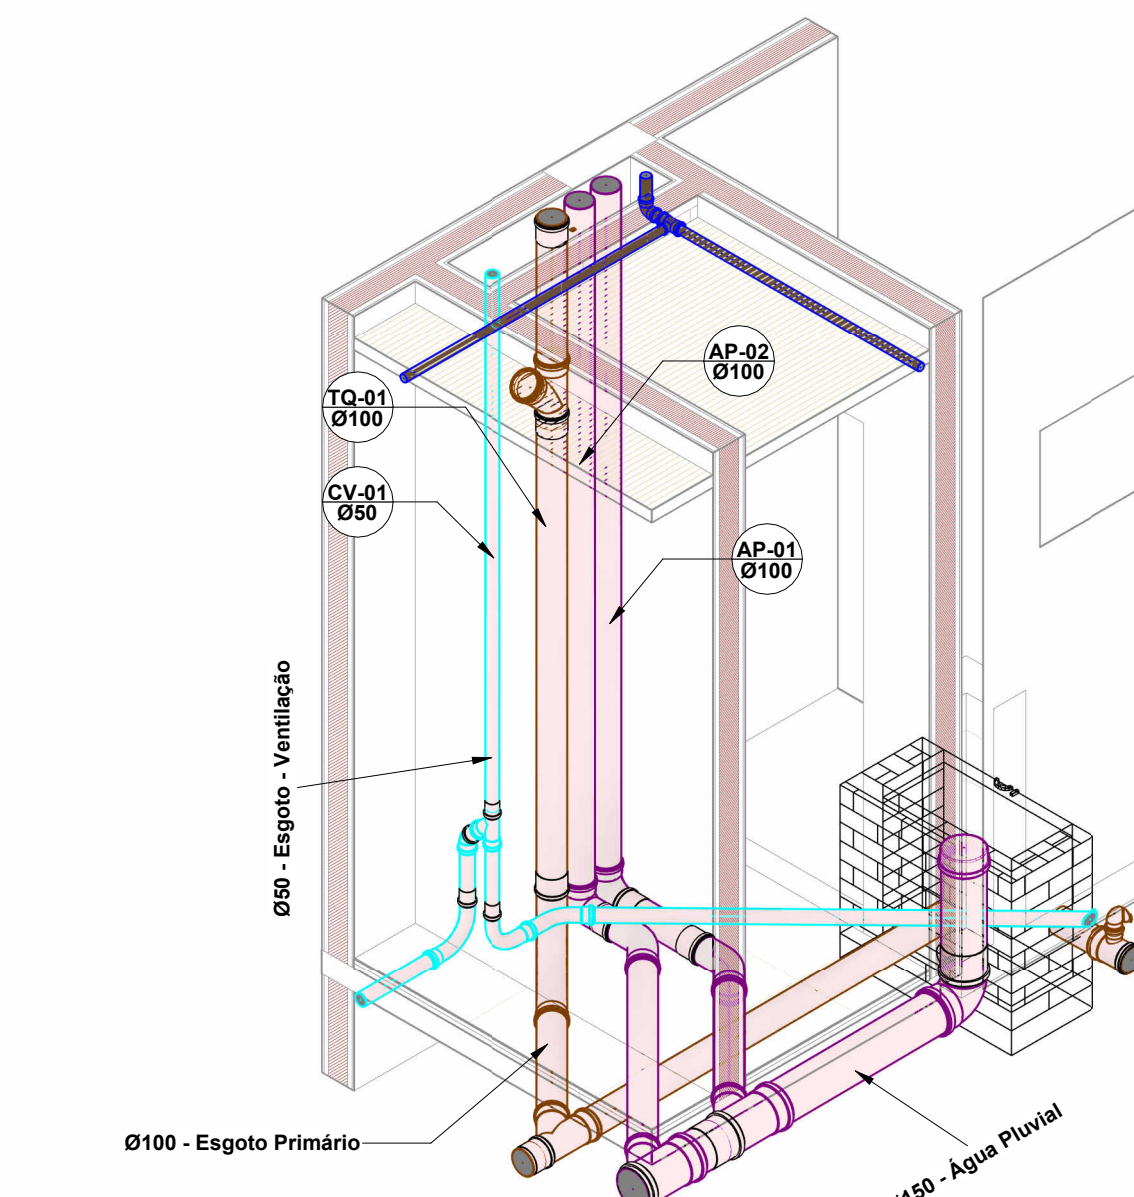 AP-02
Ø100
TQ-01
Ø100
CV-01
Ø50
AP-01
Ø100
Ø50 - Esgoto - Ventilação
Ø100 - Esgoto Primário
150 - Água Pluvial